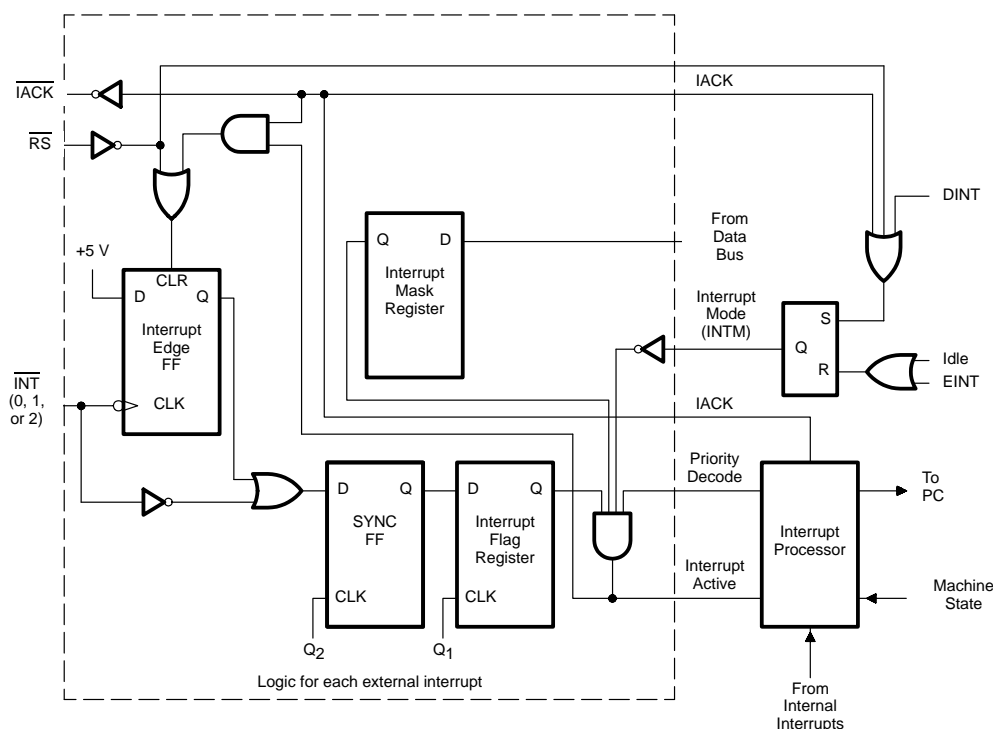 IACK
IACK
RS
DINT
From
Data
Bus
Q D
Interrupt
Mask
Register
+5 V
CLR
D Q
Interrupt
Edge
FF
CLK
INT
(0, 1,
or 2)
Interrupt
Mode
(INTM)
S
Q
R
Idle
EINT
IACK
Priority
Decode
To
PC
D Q
SYNC
FF
CLK
D Q
Interrupt
Flag
Register
CLK
Interrupt
Processor
Interrupt
Active
Machine
State
Q2
Q1
Logic for each external interrupt
From
Internal
Interrupts